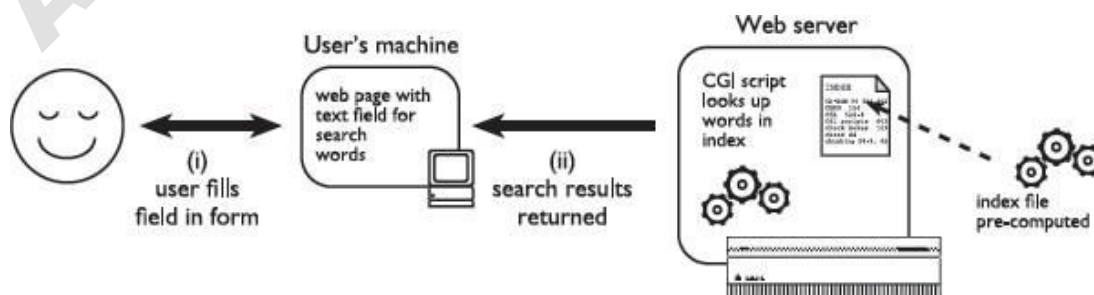 User's machine
web page with
text field for
search
words
(i)
user fills
field in form
(ii)
search results
returned
Web server
CGI script
looks up
words in
index
INDEX
index file
pre-computed